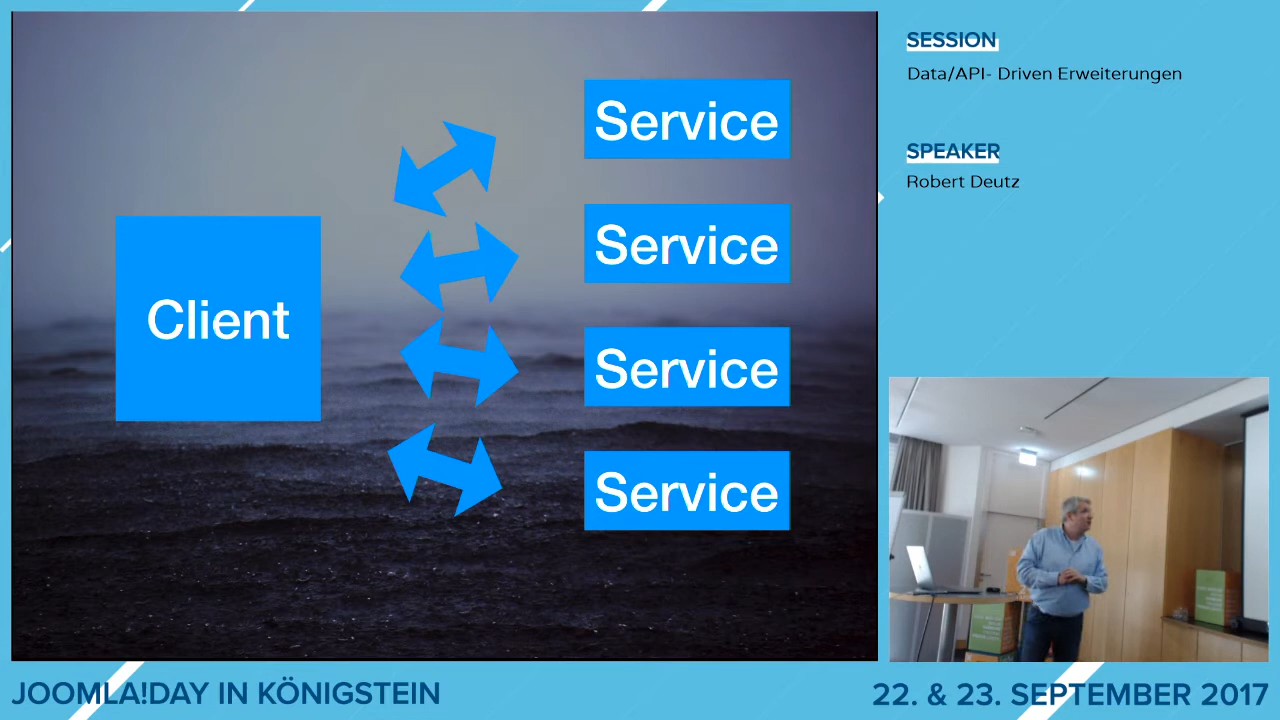 SESSION
Data/API- Driven Erweiterungen
SPEAKER
Robert Deutz
Client
Service
Service
Service
Service
JOOMLA!DAY IN KÖNIGSTEIN
22. & 23. SEPTEMBER 2017